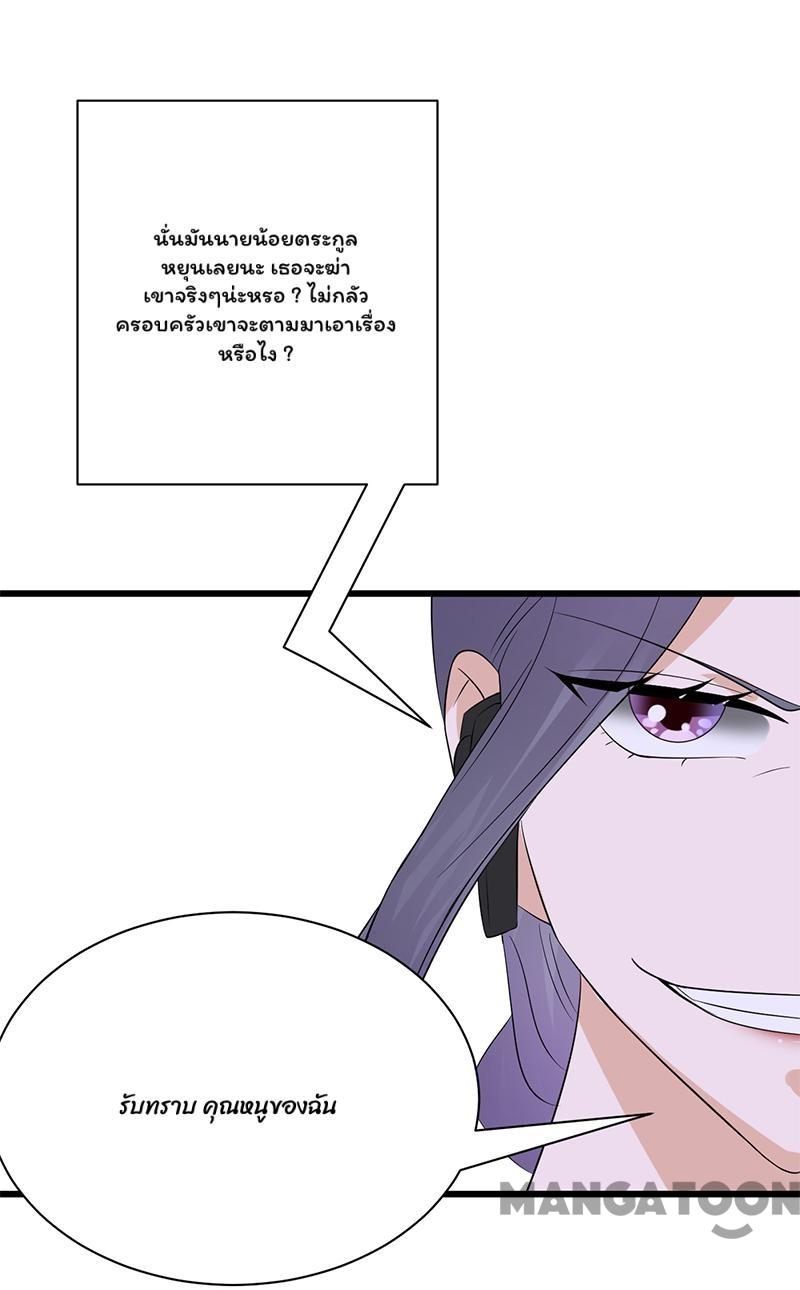 นั่นมันนายน้อยตระกูล
หยุนเลยนะ เธอจะฆ่า
เขาจริงๆน่ะหรอ ? ไม่กลัว
ครอบครัวเขาจะตามมาเอาเรื่อง
หรือไง ?
รับทราบ คุณหนูของฉัน
MANGATOON